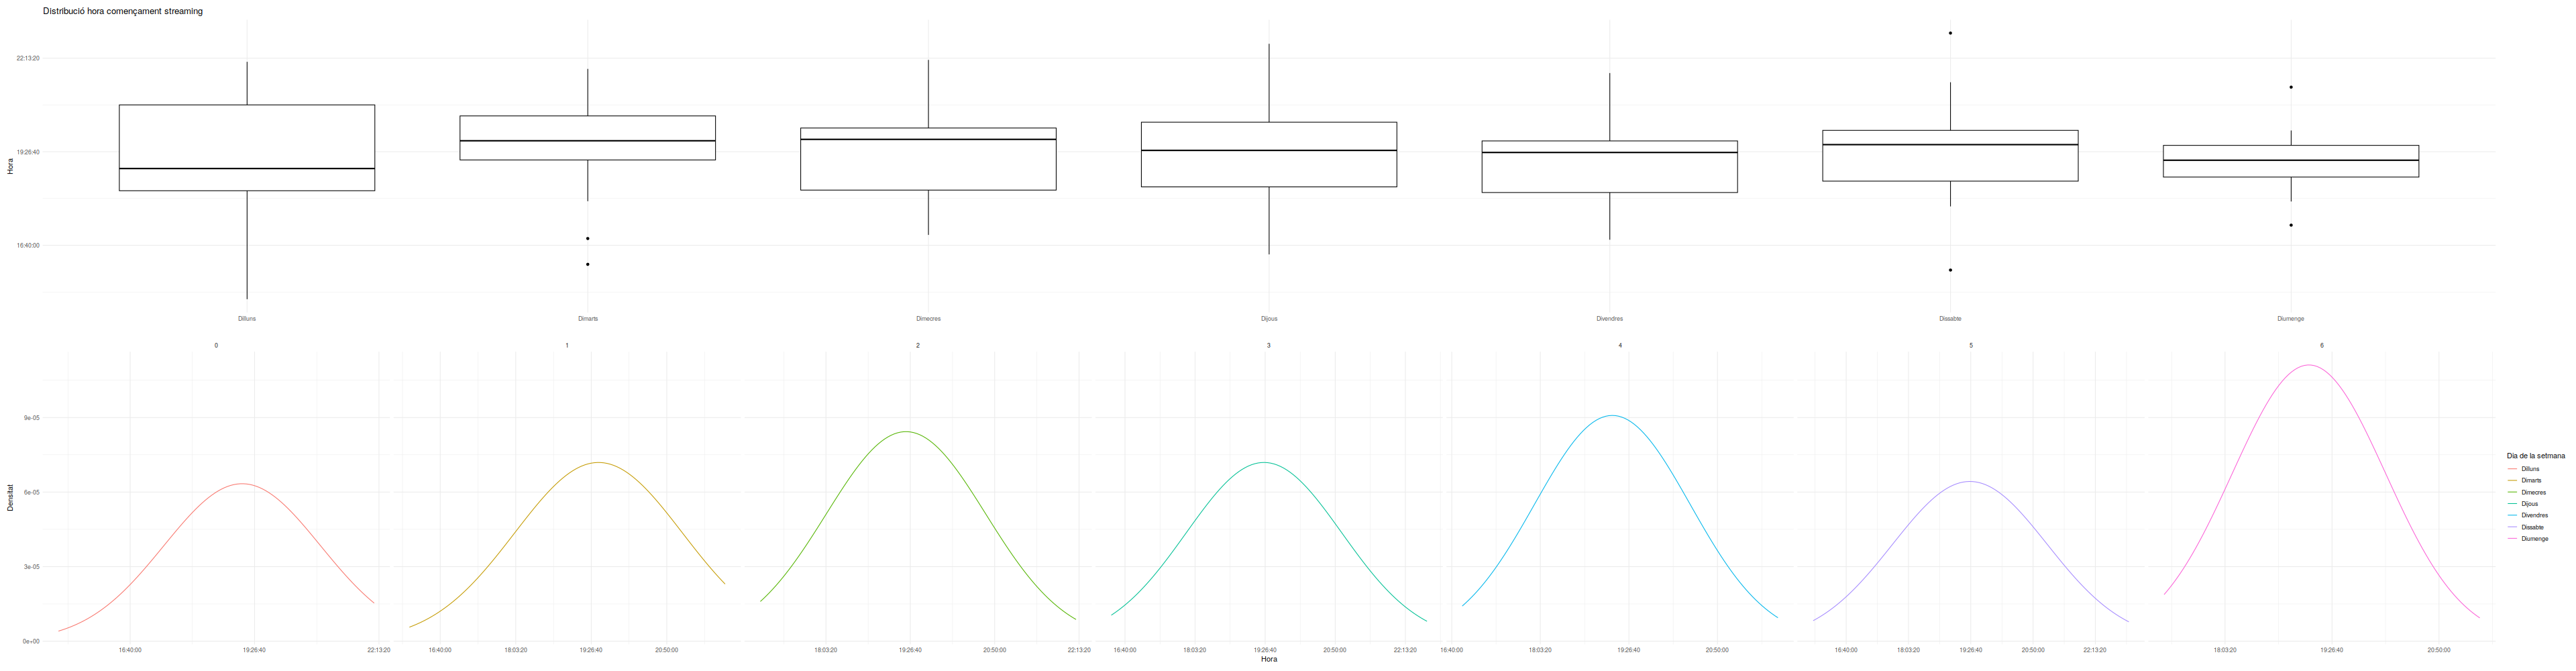 Distribució hora començament streaming
Hora
22:13:20
19:26:40
16:40:00
Dilluns Dimarts Dimecres Dijous Divendres Dissabte Diumenge
0 1 2 3 4 5 6
Densitat
9e-05
6e-05
3e-05
0e+00
16:40:00 19:26:40 22:13:20 16:40:00 18:03:20 19:26:40 20:50:00 18:03:20 19:26:40 20:50:00 22:13:20 16:40:00 18:03:20 19:26:40 20:50:00 22:13:20 16:40:00 18:03:20 19:26:40 20:50:00 16:40:00 18:03:20 19:26:40 20:50:00 22:13:20 18:03:20 19:26:40 20:50:00
Hora
Dia de la setmana
Dilluns
Dimarts
Dimecres
Dijous
Divendres
Dissabte
Diumenge